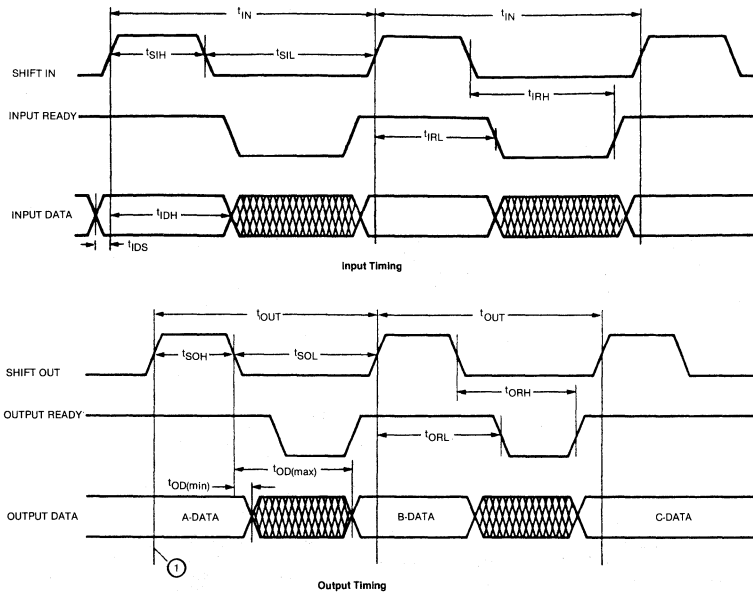 tIN tIN
tSIH tSIL
SHIFT IN
tIRH
INPUT READY
tIRL
INPUT DATA
tIDH
tIDS
Input Timing
tOUT tOUT
tSOH tSOL
SHIFT OUT
tORH
OUTPUT READY
tORL
tOD(max)
tOD(min)
OUTPUT DATA A-DATA B-DATA C-DATA
1
Output Timing